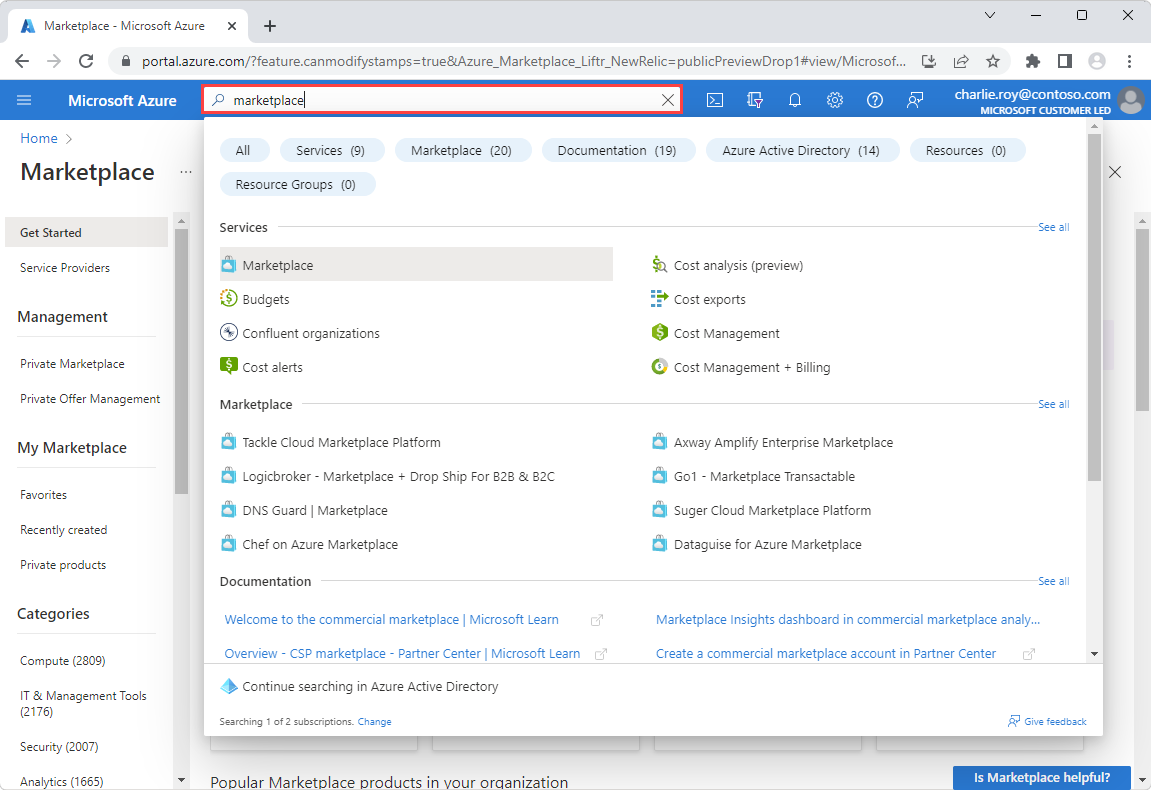 Marketplace - Microsoft Azure
portal.azure.com/?feature.canmodifystamps=true&Azure_Marketplace_Liftr_NewRelic=publicPreviewDrop1#view/Microsof...
Microsoft Azure
marketplace
charlie.roy@contoso.com
MICROSOFT CUSTOMER LED
Home
Marketplace
...
All
Services (9)
Marketplace (20)
Documentation (19)
Azure Active Directory (14)
Resources (0)
Resource Groups (0)
Get Started
Service Providers
Management
Private Marketplace
Private Offer Management
My Marketplace
Favorites
Recently created
Private products
Categories
Compute (2809)
IT & Management Tools
(2176)
Security (2007)
Analytics (1665)
Services
See all
Marketplace
Cost analysis (preview)
Budgets
Cost exports
Confluent organizations
Cost Management
Cost alerts
Cost Management + Billing
Marketplace
See all
Tackle Cloud Marketplace Platform
Axway Amplify Enterprise Marketplace
Logicbroker - Marketplace + Drop Ship For B2B & B2C
Go1 - Marketplace Transactable
DNS Guard | Marketplace
Suger Cloud Marketplace Platform
Chef on Azure Marketplace
Dataguise for Azure Marketplace
Documentation
See all
Welcome to the commercial marketplace | Microsoft Learn
Marketplace Insights dashboard in commercial marketplace analy...
Overview - CSP marketplace - Partner Center | Microsoft Learn
Create a commercial marketplace account in Partner Center
Continue searching in Azure Active Directory
Searching 1 of 2 subscriptions. Change
Give feedback
Popular Marketplace products in your organization
Is Marketplace helpful?